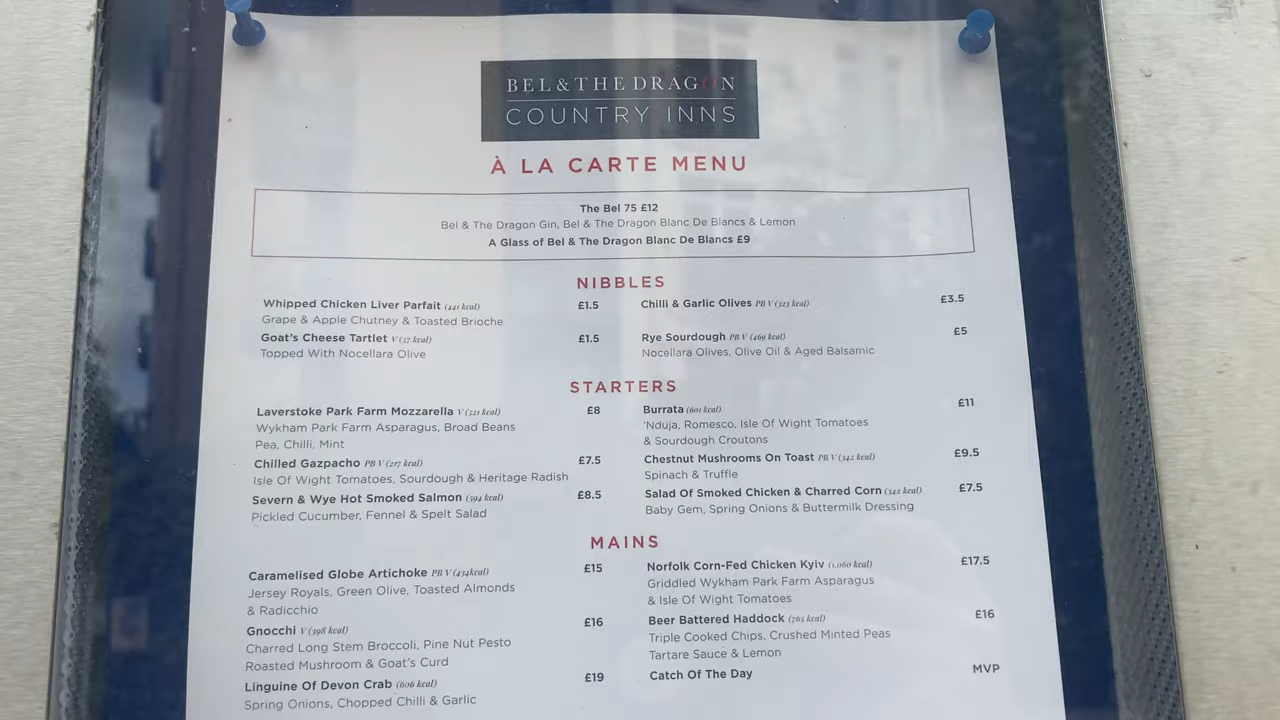 BEL & THE DRAGON
COUNTRY INNS
À LA CARTE MENU
The Bel 75 £12
Bel & The Dragon Gin, Bel & The Dragon Blanc De Blancs & Lemon
A Glass of Bel & The Dragon Blanc De Blancs £9
NIBBLES
Whipped Chicken Liver Parfait (441 kcal) £1.5
Grape & Apple Chutney & Toasted Brioche
Goat's Cheese Tartlet V (57 kcal) £1.5
Topped With Nocellara Olive
Chilli & Garlic Olives PB V (323 kcal) £3.5
Rye Sourdough PB V (469 kcal) £5
Nocellara Olives, Olive Oil & Aged Balsamic
STARTERS
Laverstoke Park Farm Mozzarella V (521 kcal) £8
Wykham Park Farm Asparagus, Broad Beans
Pea, Chilli, Mint
Chilled Gazpacho PB V (217 kcal) £7.5
Isle Of Wight Tomatoes, Sourdough & Heritage Radish
Severn & Wye Hot Smoked Salmon (594 kcal) £8.5
Pickled Cucumber, Fennel & Spelt Salad
Burrata (601 kcal) £11
'Nduja, Romesco, Isle Of Wight Tomatoes
& Sourdough Croutons
Chestnut Mushrooms On Toast PB V (342 kcal) £9.5
Spinach & Truffle
Salad Of Smoked Chicken & Charred Corn (342 kcal) £7.5
Baby Gem, Spring Onions & Buttermilk Dressing
MAINS
Caramelised Globe Artichoke PB V (434kcal) £15
Jersey Royals, Green Olive, Toasted Almonds
& Radicchio
Gnocchi V (398 kcal) £16
Charred Long Stem Broccoli, Pine Nut Pesto
Roasted Mushroom & Goat's Curd
Linguine Of Devon Crab (606 kcal) £19
Spring Onions, Chopped Chilli & Garlic
Norfolk Corn-Fed Chicken Kyiv (1,060 kcal) £17.5
Griddled Wykham Park Farm Asparagus
& Isle Of Wight Tomatoes
Beer Battered Haddock (765 kcal) £16
Triple Cooked Chips, Crushed Minted Peas
Tartare Sauce & Lemon
Catch Of The Day MVP